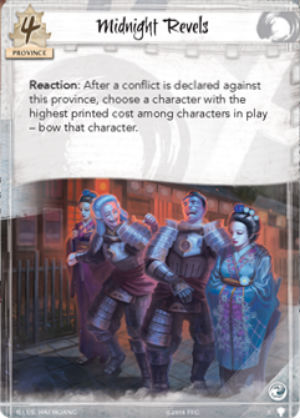 4
Midnight Revels
PROVINCE
Reaction: After a conflict is declared against
this province, choose a character with the
highest printed cost among characters in play
– bow that character.
ILLUS. HAI HOANG
©2018 FFG